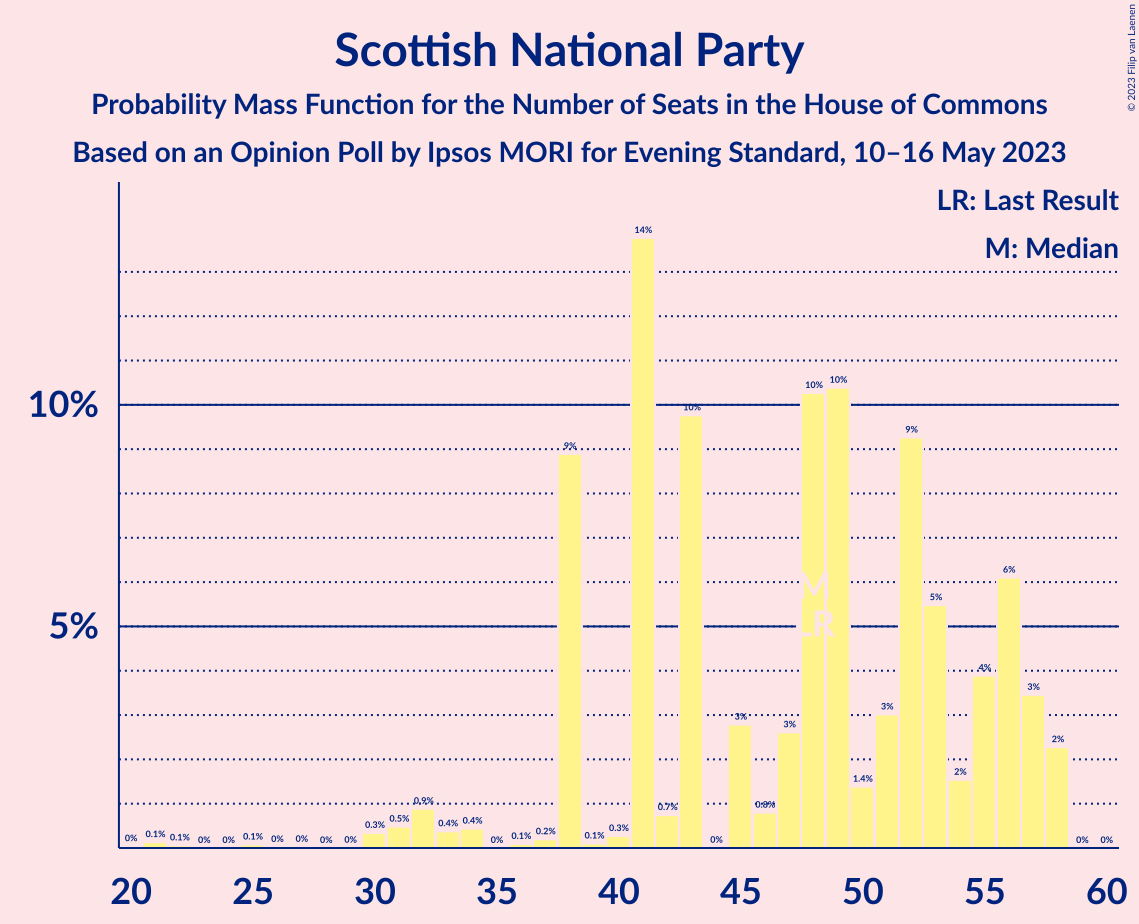 Scottish National Party
Probability Mass Function for the Number of Seats in the House of Commons
Based on an Opinion Poll by Ipsos MORI for Evening Standard, 10–16 May 2023
© 2023 Filip van Laenen
LR: Last Result
M: Median
10%
5%
0% 0.1% 0.1% 0% 0% 0.1% 0% 0% 0% 0% 0.3% 0.5% 0.9% 0.4% 0.4% 0% 0.1% 0.2% 9% 0.1% 0.3% 14% 0.7% 10% 0% 3% 0.8% 3% 10% 10% 1.4% 3% 9% 5% 2% 4% 6% 3% 2% 0% 0%
M
LR
20 25 30 35 40 45 50 55 60